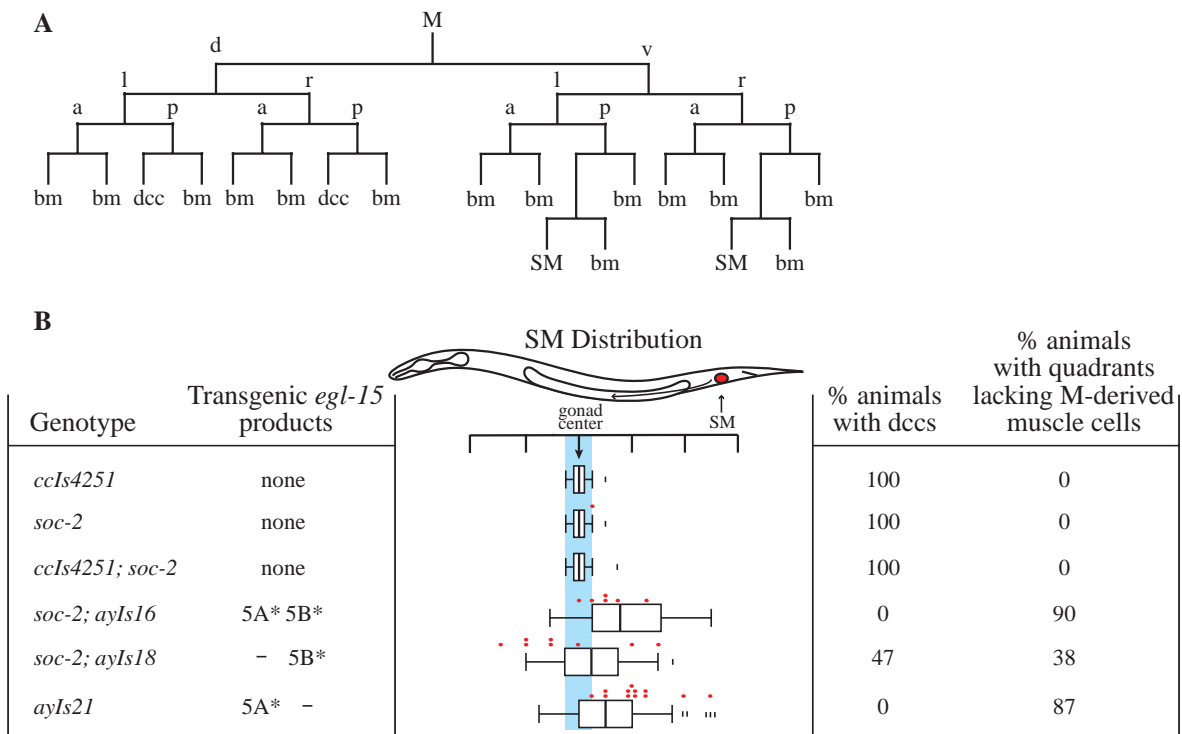 A
M
d v
l r l r
a p a p a p a p
bm bm dcc bm bm bm dcc bm bm bm bm bm bm bm
SM bm SM bm
B
SM Distribution
Genotype
Transgenic egl-15
products
gonad
center
SM
% animals
with dccs
% animals
with quadrants
lacking M-derived
muscle cells
ccIs4251 none 100 0
soc-2 none 100 0
ccIs4251; soc-2 none 100 0
soc-2; ayIs16 5A* 5B* 0 90
soc-2; ayIs18 – 5B* 47 38
ayIs21 5A* – 0 87